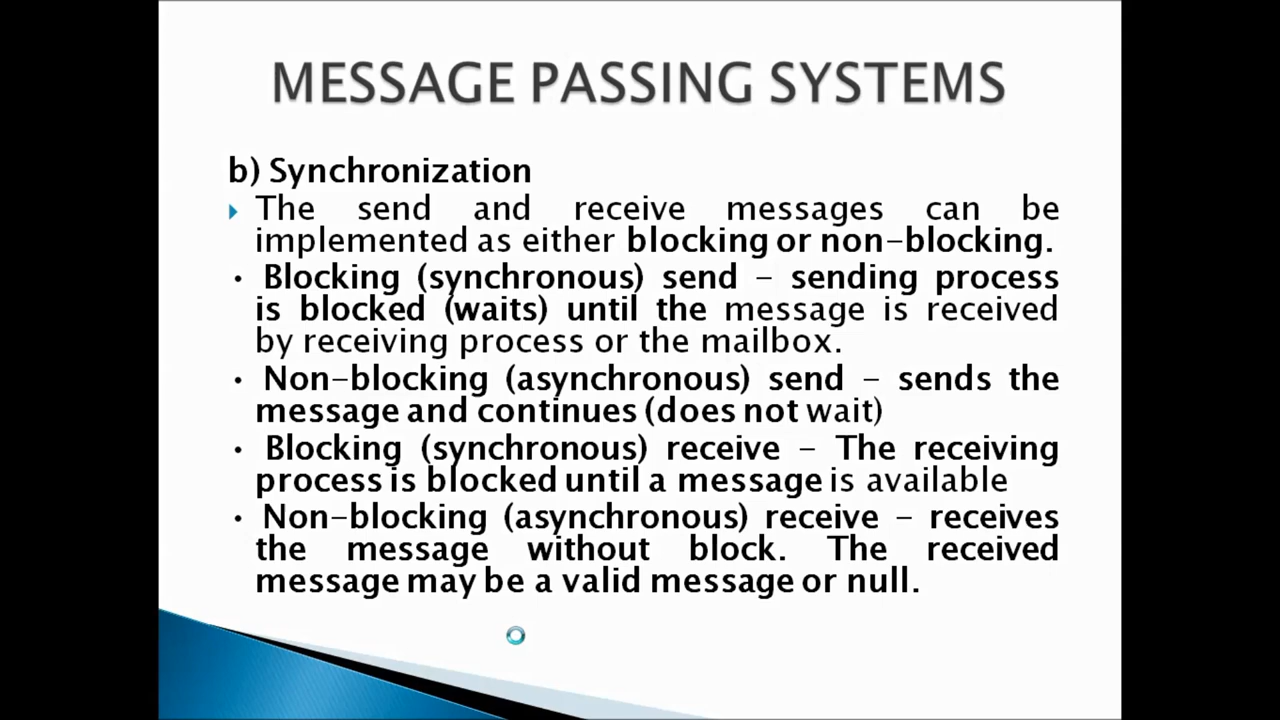 MESSAGE PASSING SYSTEMS
b) Synchronization
The send and receive messages can be
implemented as either blocking or non-blocking.
• Blocking (synchronous) send – sending process
is blocked (waits) until the message is received
by receiving process or the mailbox.
• Non-blocking (asynchronous) send – sends the
message and continues (does not wait)
• Blocking (synchronous) receive – The receiving
process is blocked until a message is available
• Non-blocking (asynchronous) receive – receives
the message without block. The received
message may be a valid message or null.